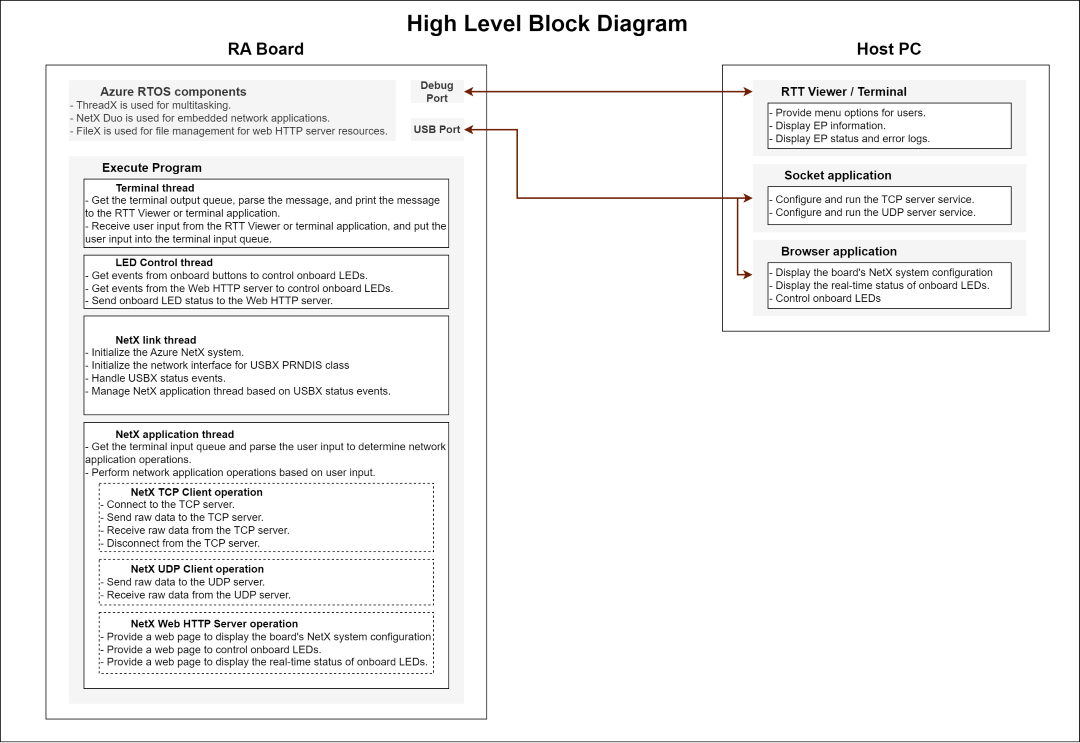 High Level Block Diagram
RA Board
Azure RTOS components
- ThreadX is used for multitasking.
- NetX Duo is used for embedded network applications.
- FileX is used for file management for web HTTP server resources.
Debug
Port
USB Port
Execute Program
Terminal thread
- Get the terminal output queue, parse the message, and print the message
to the RTT Viewer or terminal application.
- Receive user input from the RTT Viewer or terminal application, and put the
user input into the terminal input queue.
LED Control thread
- Get events from onboard buttons to control onboard LEDs.
- Get events from the Web HTTP server to control onboard LEDs.
- Send onboard LED status to the Web HTTP server.
NetX link thread
- Initialize the Azure NetX system.
- Initialize the network interface for USBX PRNDIS class
- Handle USBX status events.
- Manage NetX application thread based on USBX status events.
NetX application thread
- Get the terminal input queue and parse the user input to determine network
application operations.
- Perform network application operations based on user input.
NetX TCP Client operation
- Connect to the TCP server.
- Send raw data to the TCP server.
- Receive raw data from the TCP server.
- Disconnect from the TCP server.
NetX UDP Client operation
- Send raw data to the UDP server.
- Receive raw data from the UDP server.
NetX Web HTTP Server operation
- Provide a web page to display the board's NetX system configuration
- Provide a web page to control onboard LEDs.
- Provide a web page to display the real-time status of onboard LEDs.
Host PC
RTT Viewer / Terminal
- Provide menu options for users.
- Display EP information.
- Display EP status and error logs.
Socket application
- Configure and run the TCP server service.
- Configure and run the UDP server service.
Browser application
- Display the board's NetX system configuration
- Display the real-time status of onboard LEDs.
- Control onboard LEDs